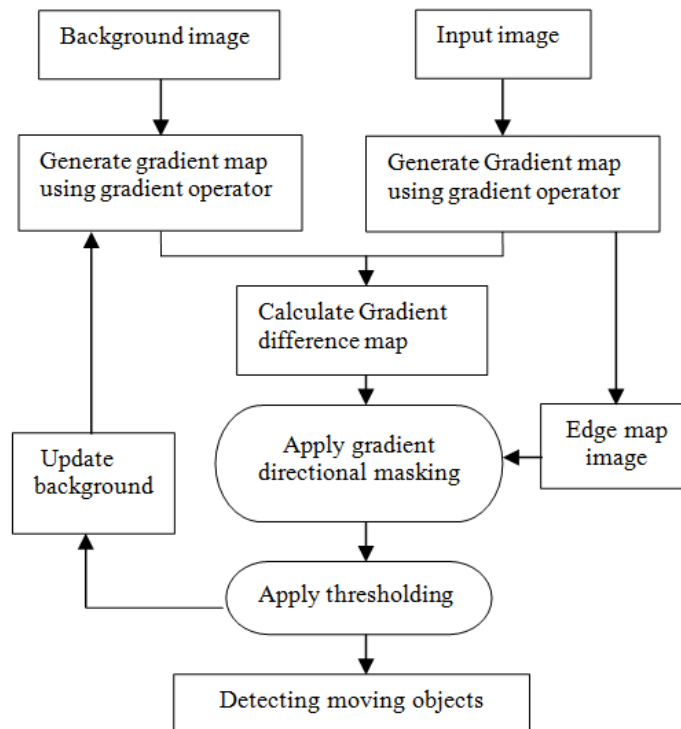 Background image
Input image
Generate gradient map
using gradient operator
Generate Gradient map
using gradient operator
Calculate Gradient
difference map
Apply gradient
directional masking
Edge map
image
Update
background
Apply thresholding
Detecting moving objects